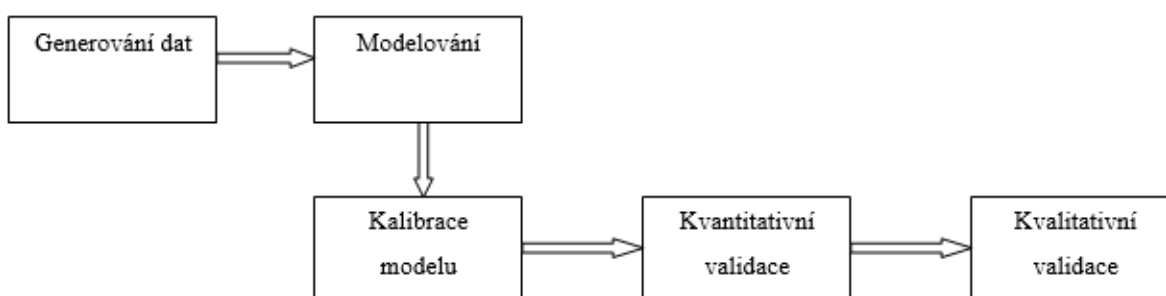 Generování dat
Modelování
Kalibrace
modelu
Kvantitativní
validace
Kvalitativní
validace